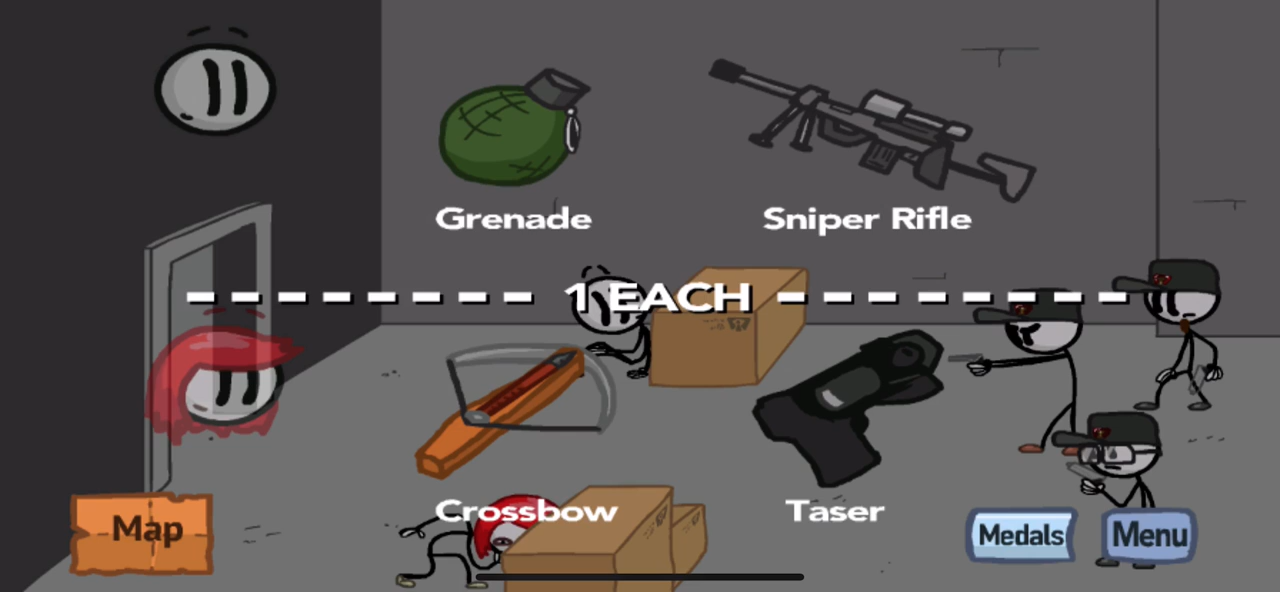 Grenade
Sniper Rifle
1 EACH
Crossbow
Taser
Map
Medals
Menu